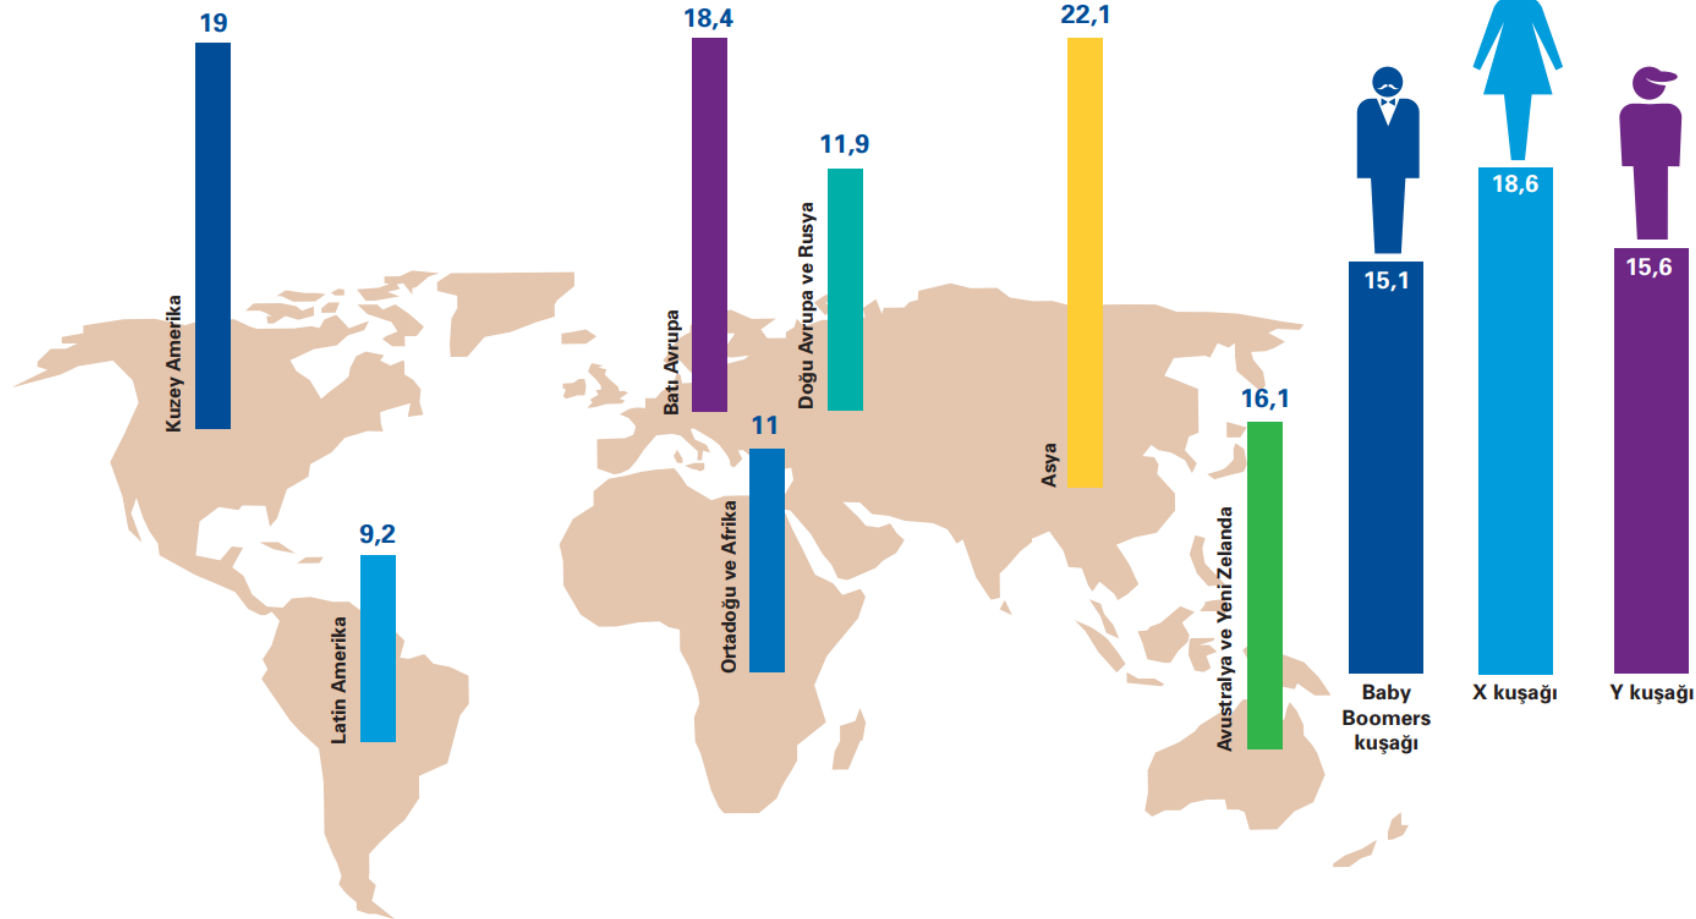 19
Kuzey Amerika
9,2
Latin Amerika
18,4
Batı Avrupa
11,9
Doğu Avrupa ve Rusya
11
Ortadoğu ve Afrika
22,1
Asya
16,1
Avustralya ve Yeni Zelanda
15,1
Baby
Boomers
kuşağı
18,6
X kuşağı
15,6
Y kuşağı